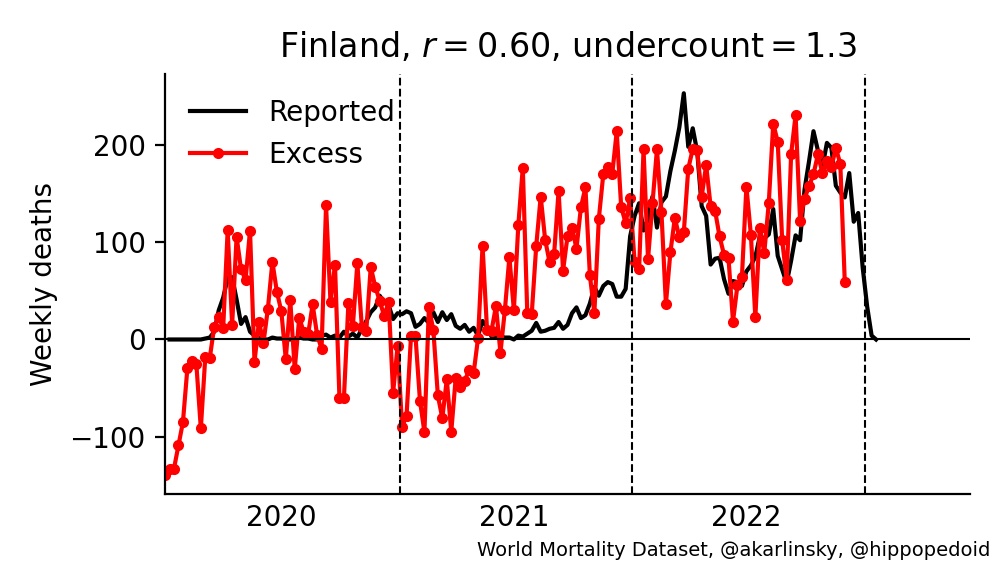 Finland, r = 0.60, undercount = 1.3
Reported
Excess
Weekly deaths
200
100
0
−100
2020 2021 2022
World Mortality Dataset, @akarlinsky, @hippopedoid